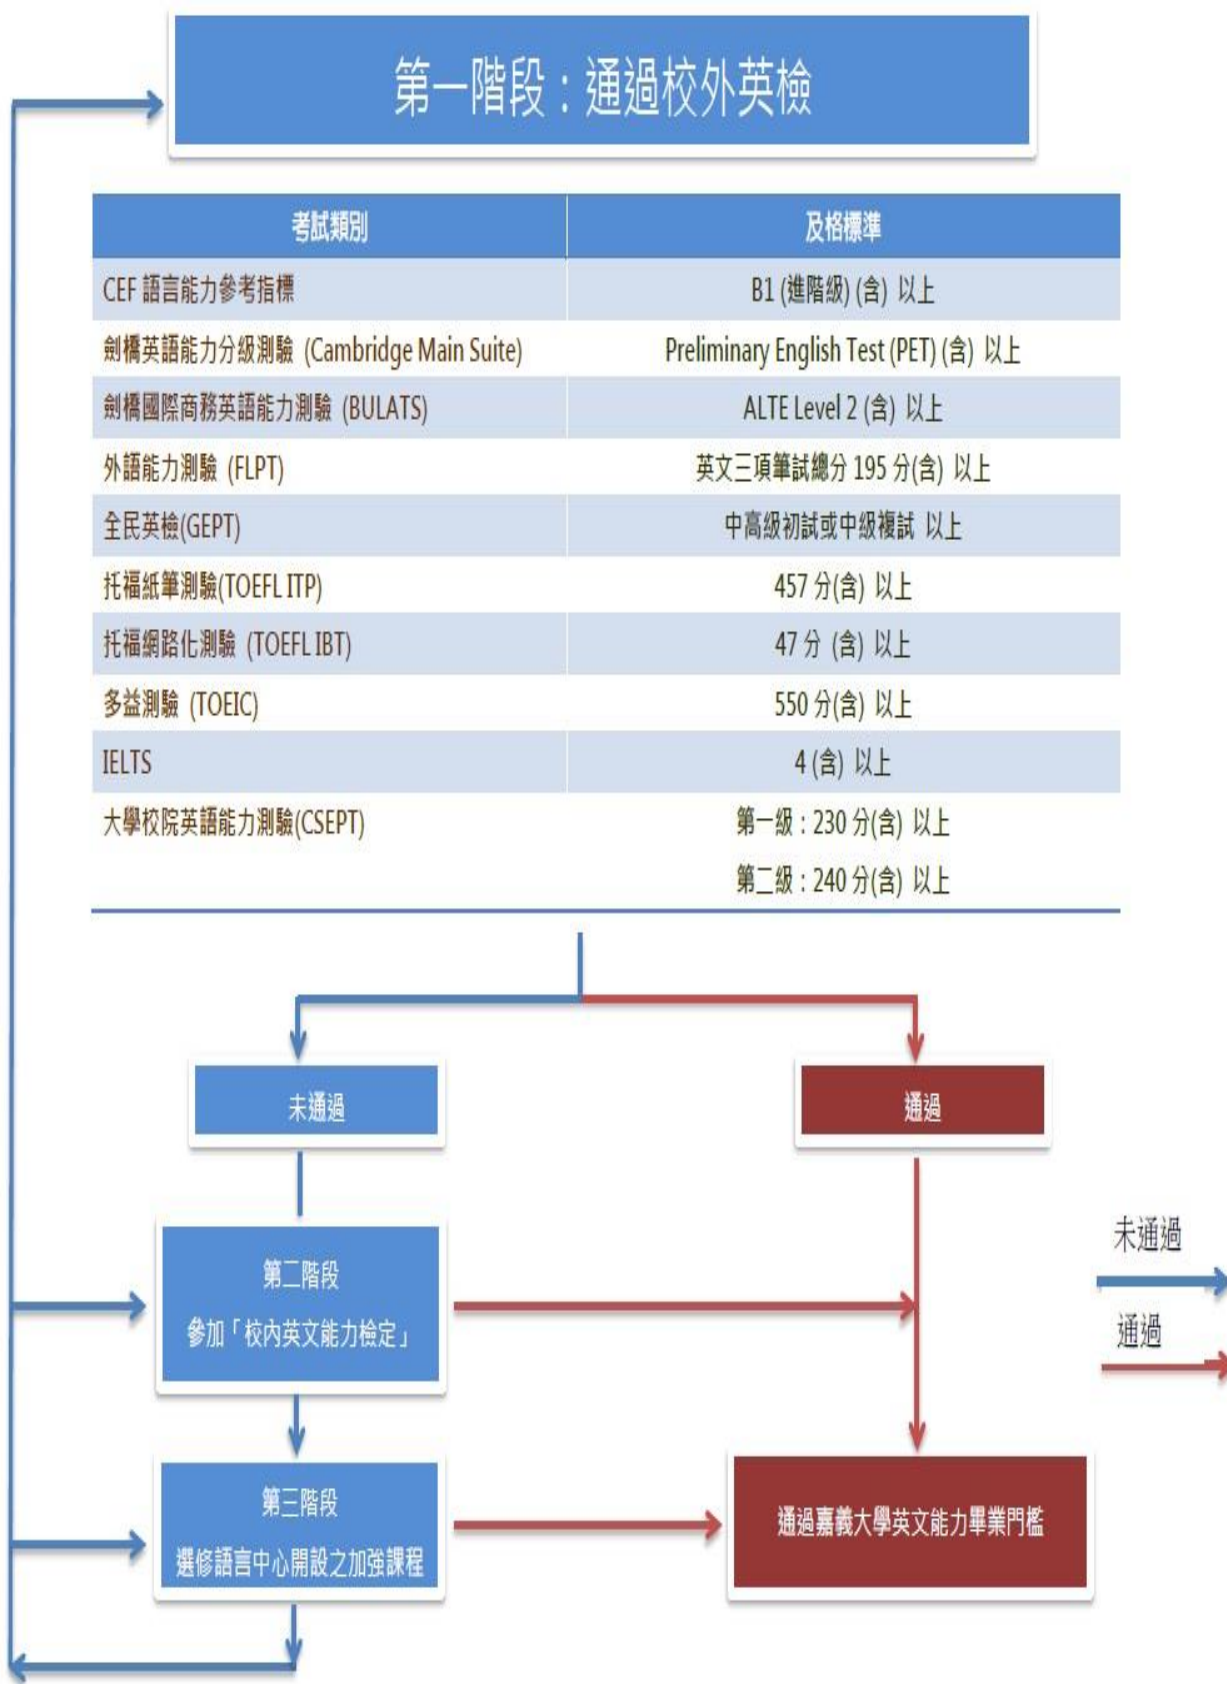 第一階段：通過校外英檢
考試類別 及格標準
CEF 語言能力參考指標 B1 (進階級) (含) 以上
劍橋英語能力分級測驗 (Cambridge Main Suite) Preliminary English Test (PET) (含) 以上
劍橋國際商務英語能力測驗 (BULATS) ALTE Level 2 (含) 以上
外語能力測驗 (FLPT) 英文三項筆試總分 195 分(含) 以上
全民英檢(GEPT) 中高級初試或中級複試 以上
托福紙筆測驗(TOEFL ITP) 457 分(含) 以上
托福網路化測驗 (TOEFL IBT) 47 分 (含) 以上
多益測驗 (TOEIC) 550 分(含) 以上
IELTS 4 (含) 以上
大學校院英語能力測驗(CSEPT) 第一級：230 分(含) 以上
第二級：240 分(含) 以上
未通過
通過
第二階段
參加「校內英文能力檢定」
未通過
通過
第三階段
選修語言中心開設之加強課程
通過嘉義大學英文能力畢業門檻